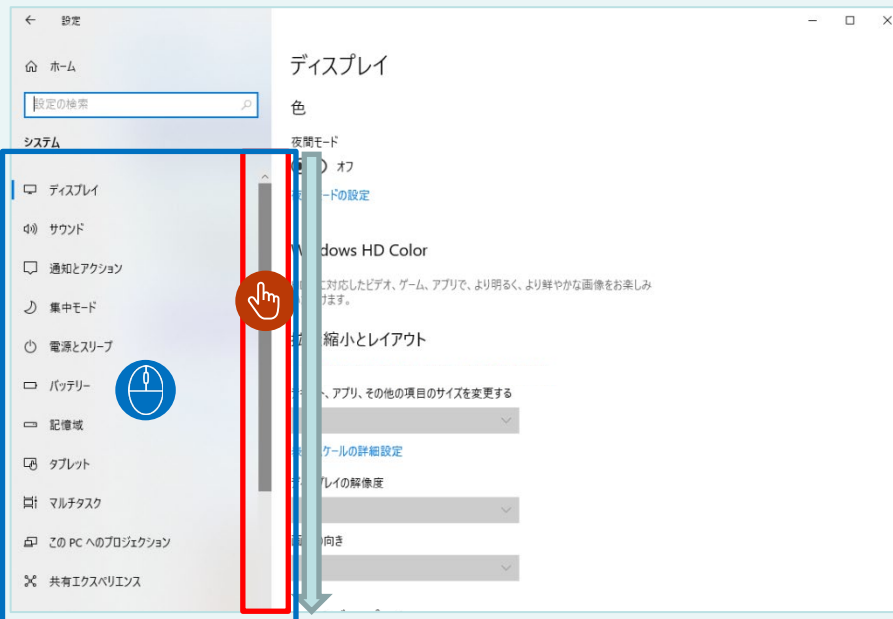 設定
ホーム
設定の検索
システム
ディスプレイ
サウンド
通知とアクション
集中モード
電源とスリープ
バッテリー
記憶域
タブレット
マルチタスク
この PC へのプロジェクション
共有エクスペリエンス
ディスプレイ
色
夜間モード
オフ
ードの設定
dows HD Color
に対応したビデオ、ゲーム、アプリで、より明るく、より鮮やかな画像をお楽しみ
けます。
縮小とレイアウト
、アプリ、その他の項目のサイズを変更する
ケールの詳細設定
プレイの解像度
向き